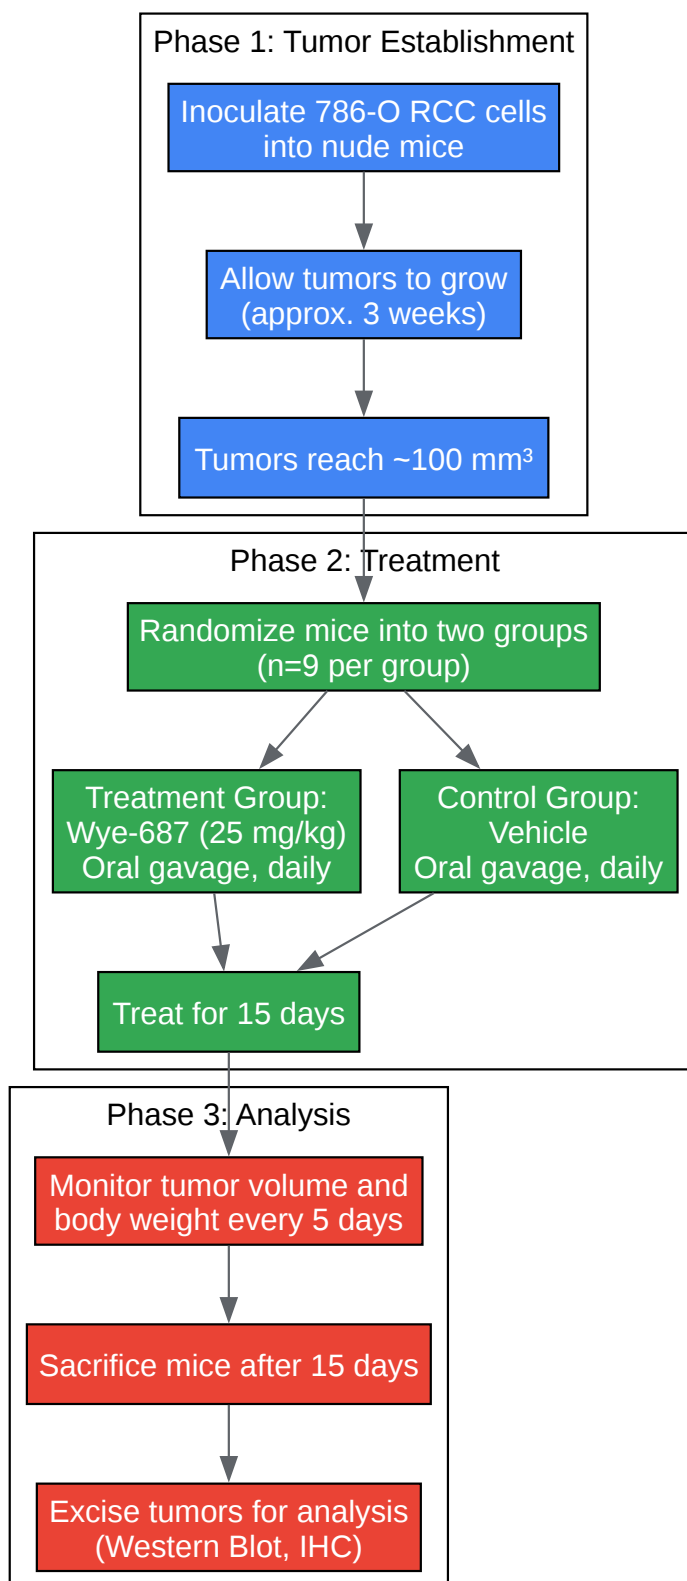 Phase 1: Tumor Establishment
Inoculate 786-O RCC cells
into nude mice
Allow tumors to grow
(approx. 3 weeks)
Tumors reach ~100 mm³
Phase 2: Treatment
Randomize mice into two groups
(n=9 per group)
Treatment Group:
Wye-687 (25 mg/kg)
Oral gavage, daily
Control Group:
Vehicle
Oral gavage, daily
Treat for 15 days
Phase 3: Analysis
Monitor tumor volume and
body weight every 5 days
Sacrifice mice after 15 days
Excise tumors for analysis
(Western Blot, IHC)